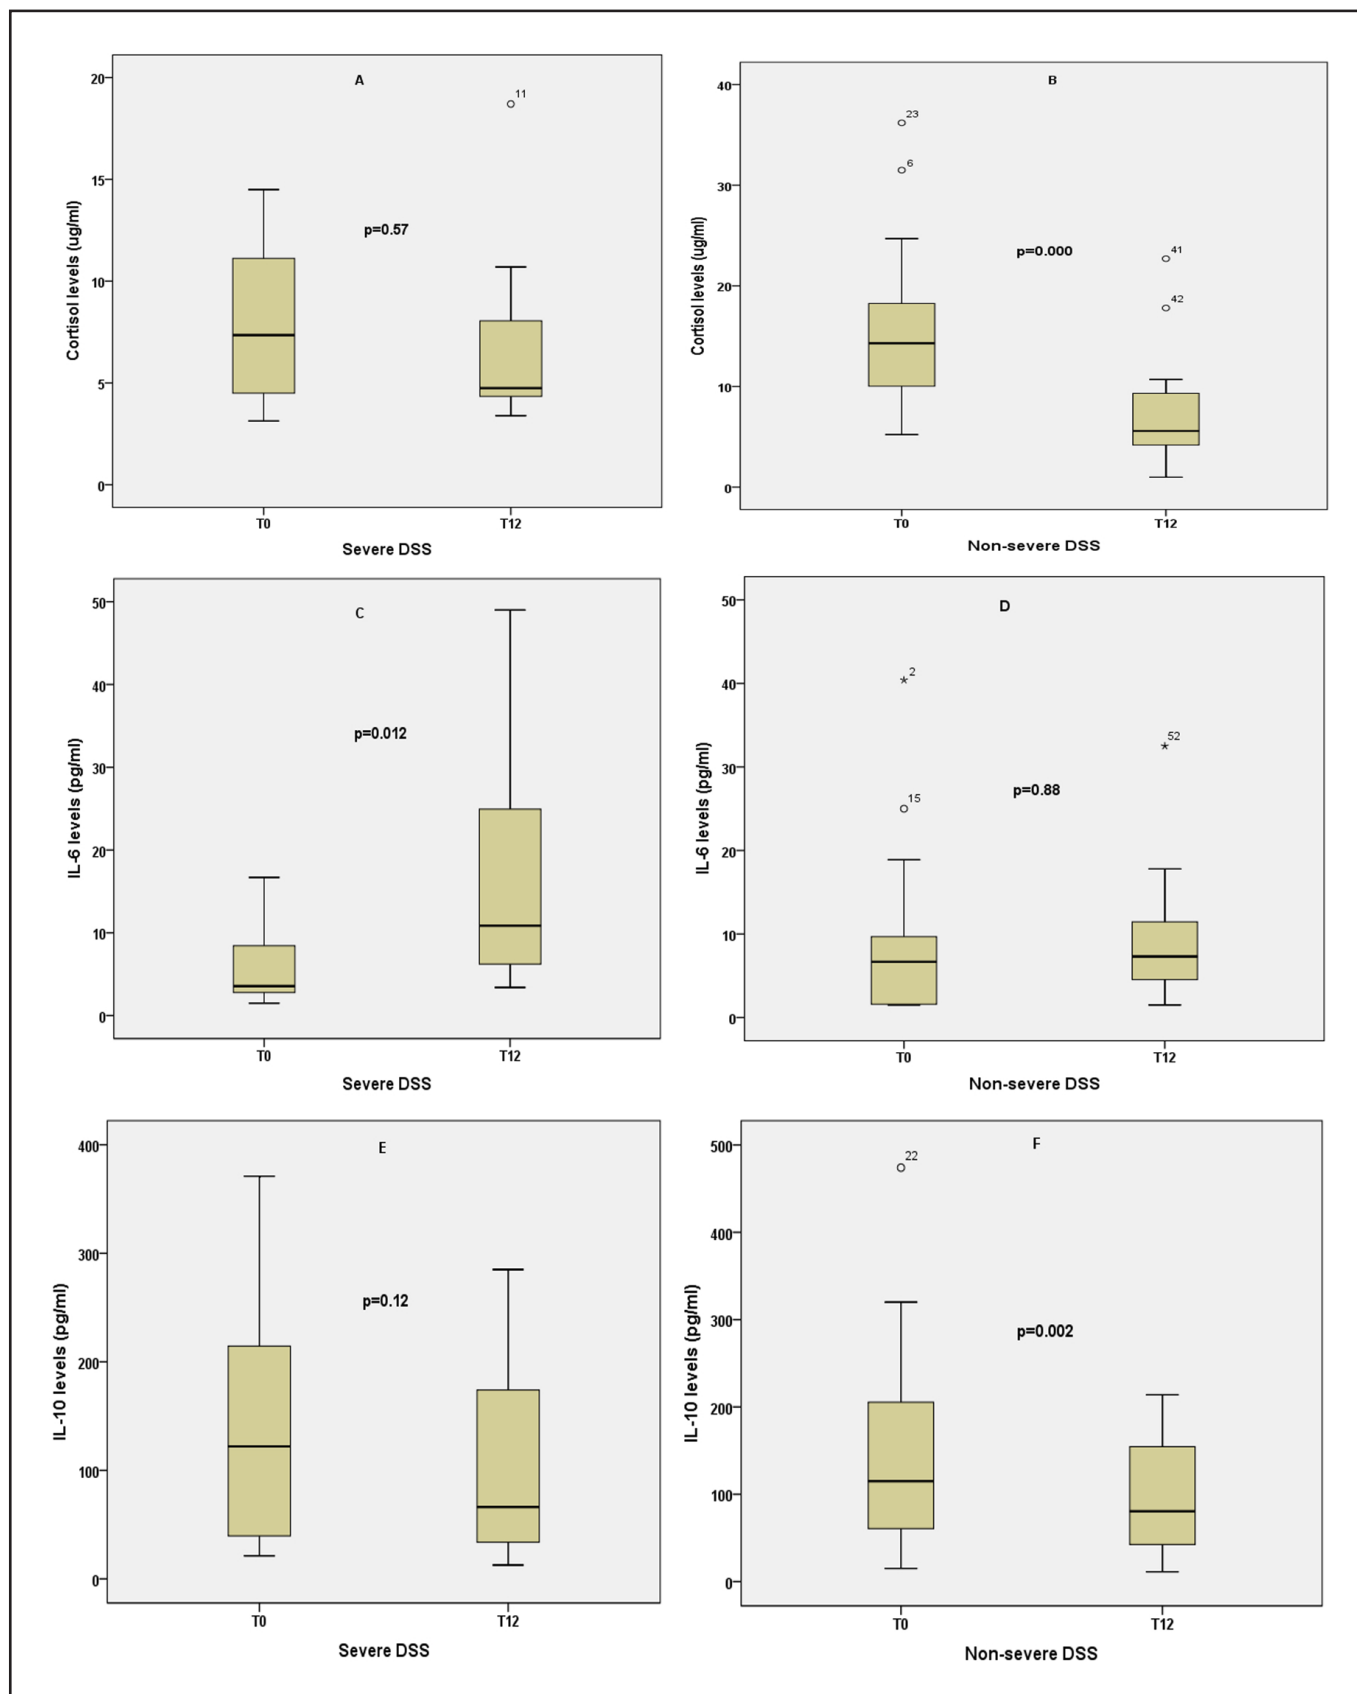 A
20
15
10
5
0
Cortisol levels (ug/ml)
11
p=0.57
T0 T12
Severe DSS
B
40
30
20
10
0
Cortisol levels (ug/ml)
23
6
41
42
p=0.000
T0 T12
Non-severe DSS
C
50
40
30
20
10
0
IL-6 levels (pg/ml)
p=0.012
T0 T12
Severe DSS
D
50
40
30
20
10
0
IL-6 levels (pg/ml)
2
15
52
p=0.88
T0 T12
Non-severe DSS
E
400
300
200
100
0
IL-10 levels (pg/ml)
p=0.12
T0 T12
Severe DSS
F
500
400
300
200
100
0
IL-10 levels (pg/ml)
22
p=0.002
T0 T12
Non-severe DSS